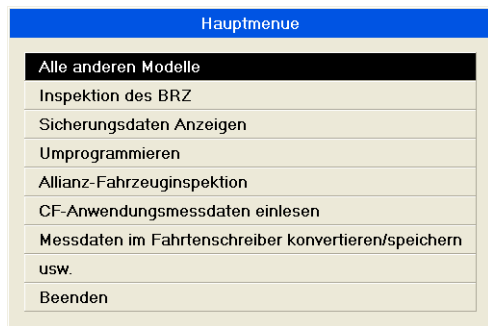 Hauptmenue
Alle anderen Modelle
Inspektion des BRZ
Sicherungsdaten Anzeigen
Umprogrammieren
Allianz-Fahrzeuginspektion
CF-Anwendungsmessdaten einlesen
Messdaten im Fahrtenschreiber konvertieren/speichern
usw.
Beenden